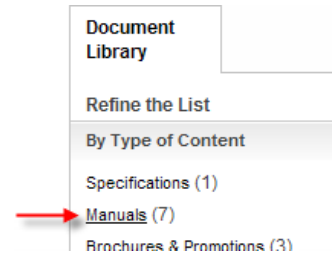 Document
Library
Refine the List
By Type of Content
Specifications (1)
Manuals (7)
Brochures & Promotions (3)